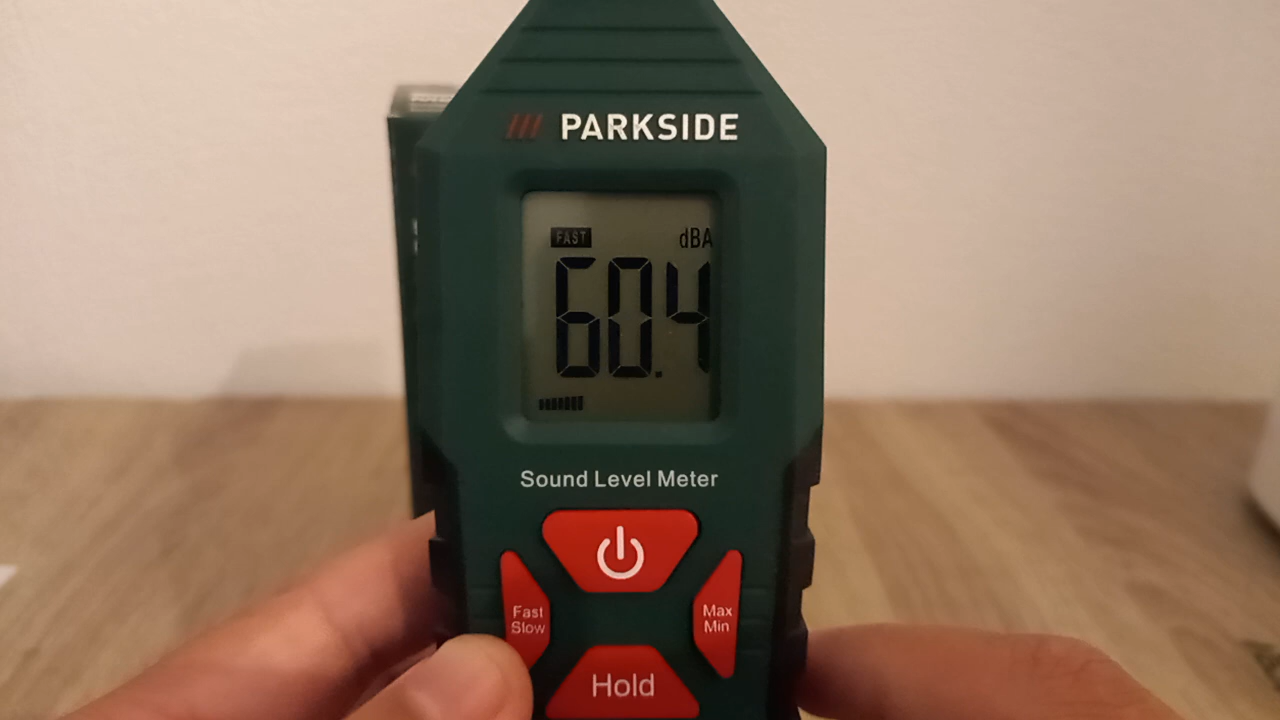 PARKSIDE
FAST dBA
60.4
Sound Level Meter
Fast
Slow
Max
Min
Hold